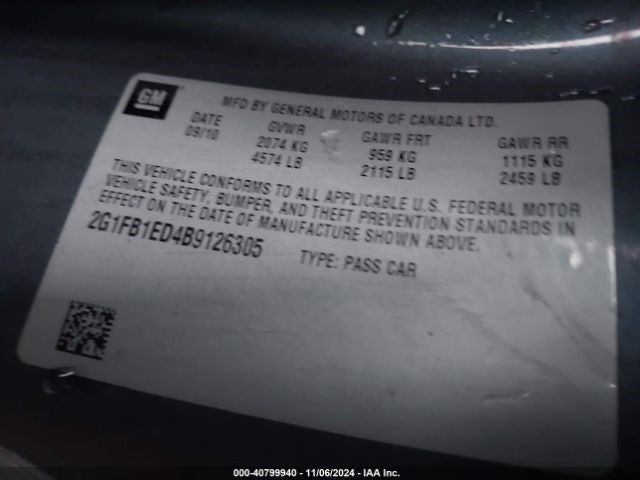 GM
MFD BY GENERAL MOTORS OF CANADA LTD.
DATE GVWR GAWR FRT GAWR RR
09/10 2074 KG 959 KG 1115 KG
4574 LB 2115 LB 2459 LB
THIS VEHICLE CONFORMS TO ALL APPLICABLE U.S. FEDERAL MOTOR
VEHICLE SAFETY, BUMPER, AND THEFT PREVENTION STANDARDS IN
EFFECT ON THE DATE OF MANUFACTURE SHOWN ABOVE.
2G1FB1ED4B9126305 TYPE: PASS CAR
000-40799940 - 11/06/2024 - IAA Inc.